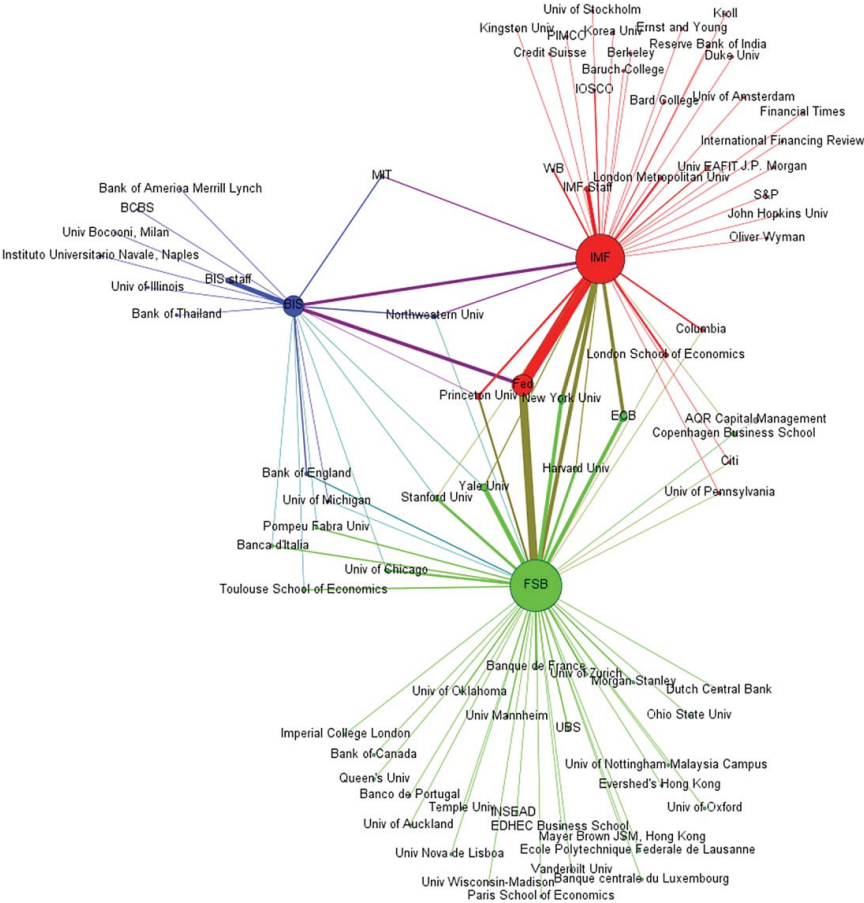 Univ of Stockholm
Kroll
Kingston Univ
PIMCO
Korea Univ
Ernst and Young
Reserve Bank of India
Credit Suisse
Berkeley
Duke Univ
Baruch College
IOSCO
Bard College
Univ of Amsterdam
Financial Times
International Financing Review
WB
Univ EAFIT
J.P. Morgan
London Metropolitan Univ
IMF Staff
S&P
John Hopkins Univ
Oliver Wyman
IMF
MIT
Bank of America Merrill Lynch
BCBS
Univ Bocooni, Milan
Instituto Universitario Navale, Naples
BIS staff
Univ of Illinois
BIS
Bank of Thailand
Northwestern Univ
Columbia
London School of Economics
Fed
Princeton Univ
New York Univ
ECB
AQR Capital Management
Copenhagen Business School
Citi
Harvard Univ
Bank of England
Yale Univ
Univ of Pennsylvania
Stanford Univ
Univ of Michigan
Pompeu Fabra Univ
Banca d'Italia
Univ of Chicago
Toulouse School of Economics
FSB
Banque de France
Univ of Zurich
Morgan Stanley
Dutch Central Bank
Univ of Oklahoma
Univ Mannheim
Ohio State Univ
UBS
Imperial College London
Bank of Canada
Univ of Nottingham-Malaysia Campus
Queen's Univ
Evershed's Hong Kong
Banco de Portugal
Temple Univ
INSEAD
Univ of Oxford
Univ of Auckland
EDHEC Business School
Mayer Brown JSM, Hong Kong
Univ Nova de Lisboa
Ecole Polytechnique Federale de Lausanne
Vanderbilt Univ
Univ Wisconsin-Madison
Banque centrale du Luxembourg
Paris School of Economics